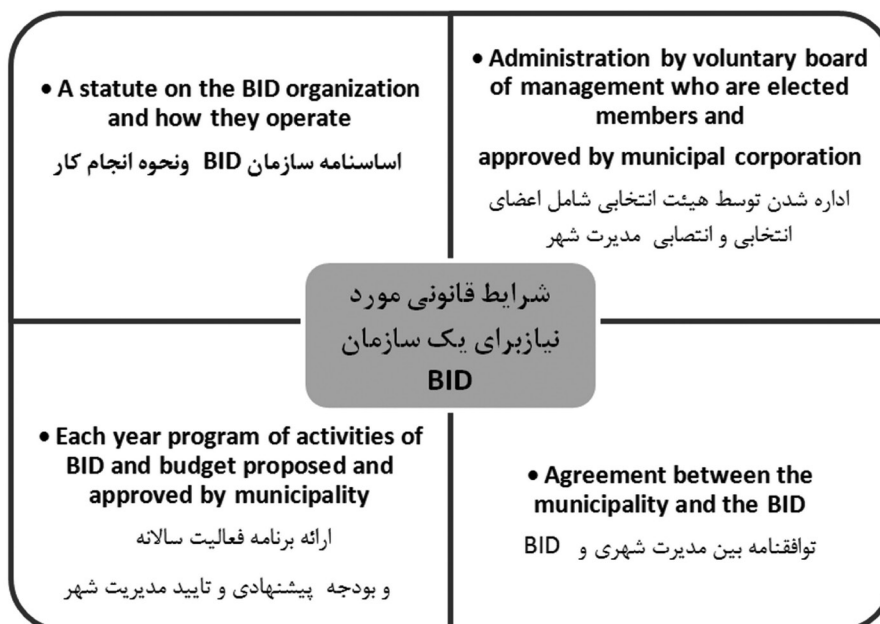 • A statute on the BID organization
and how they operate
اساسنامه سازمان BID ونحوه انجام کار
• Administration by voluntary board
of management who are elected
members and
approved by municipal corporation
اداره شدن توسط هیئت انتخابی شامل اعضای
انتخابی و انتصابی مدیرت شهر
شرایط قانونی مورد
نیازبرای یک سازمان
BID
• Each year program of activities of
BID and budget proposed and
approved by municipality
ارائه برنامه فعالیت سالانه
و بودجه پیشنهادی و تایید مدیریت شهر
• Agreement between the
municipality and the BID
توافقنامه بین مدیرت شهری و BID